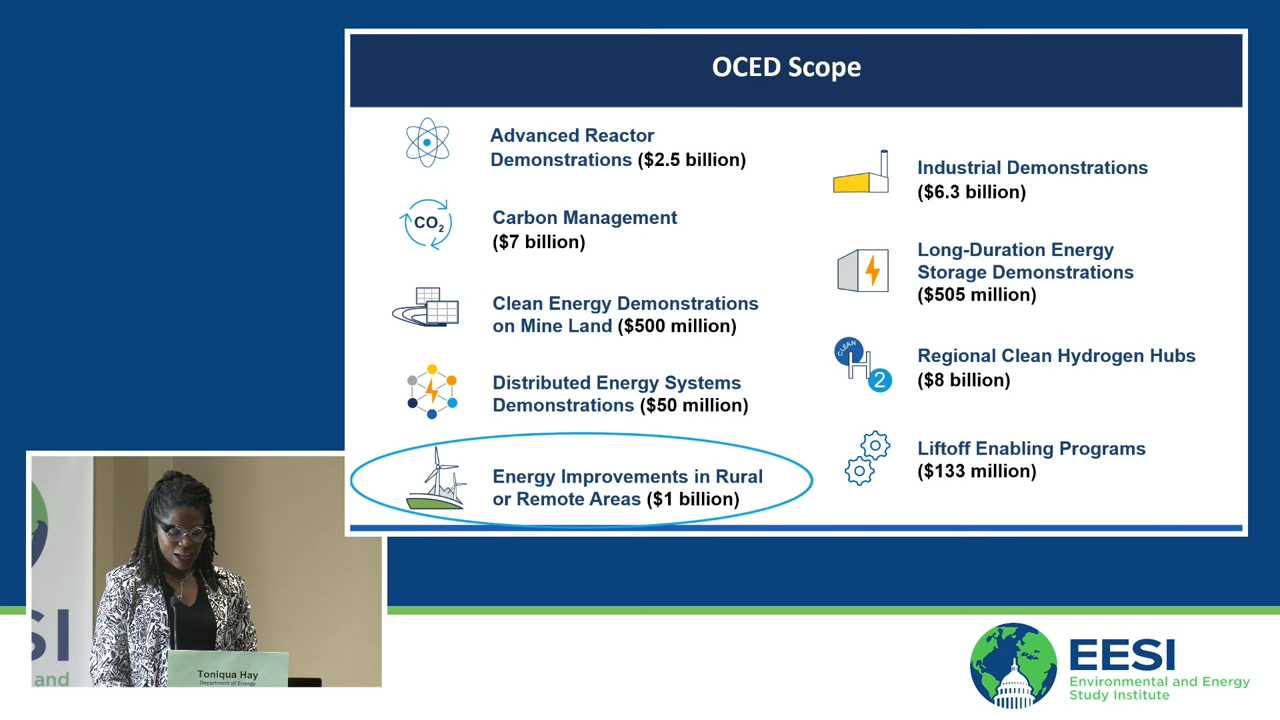 OCED Scope
Advanced Reactor
Demonstrations ($2.5 billion)
CO2
Carbon Management
($7 billion)
Clean Energy Demonstrations
on Mine Land ($500 million)
Distributed Energy Systems
Demonstrations ($50 million)
Energy Improvements in Rural
or Remote Areas ($1 billion)
Industrial Demonstrations
($6.3 billion)
Long-Duration Energy
Storage Demonstrations
($505 million)
CLEAN
H2
Regional Clean Hydrogen Hubs
($8 billion)
Liftoff Enabling Programs
($133 million)
SI
and
Toniqua Hay
Department of Energy
EESI
Environmental and Energy
Study Institute